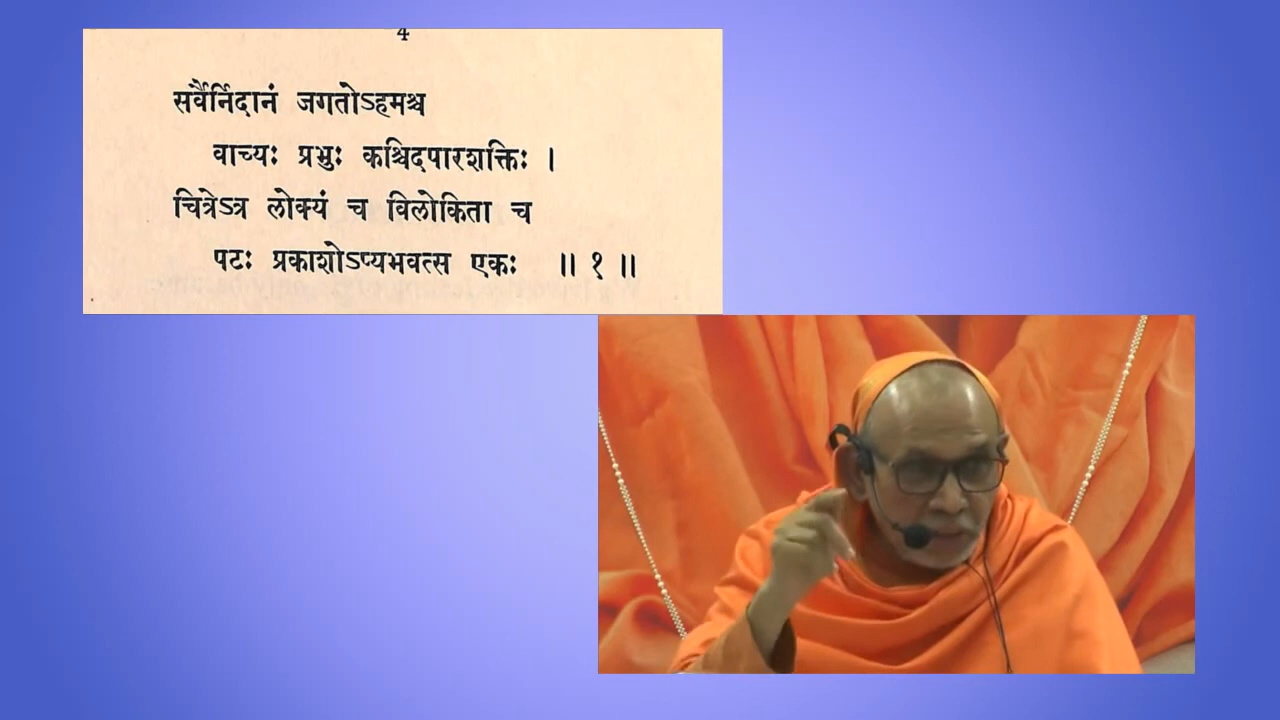 4
सर्वैर्निदानं जगतोऽहमश्च
वाच्यः प्रभुः कश्चिदपारशक्तिः ।
चित्रेऽत्र लोक्यं च विलोकिता च
पटः प्रकाशोऽप्यभवत्स एकः ॥ १ ॥